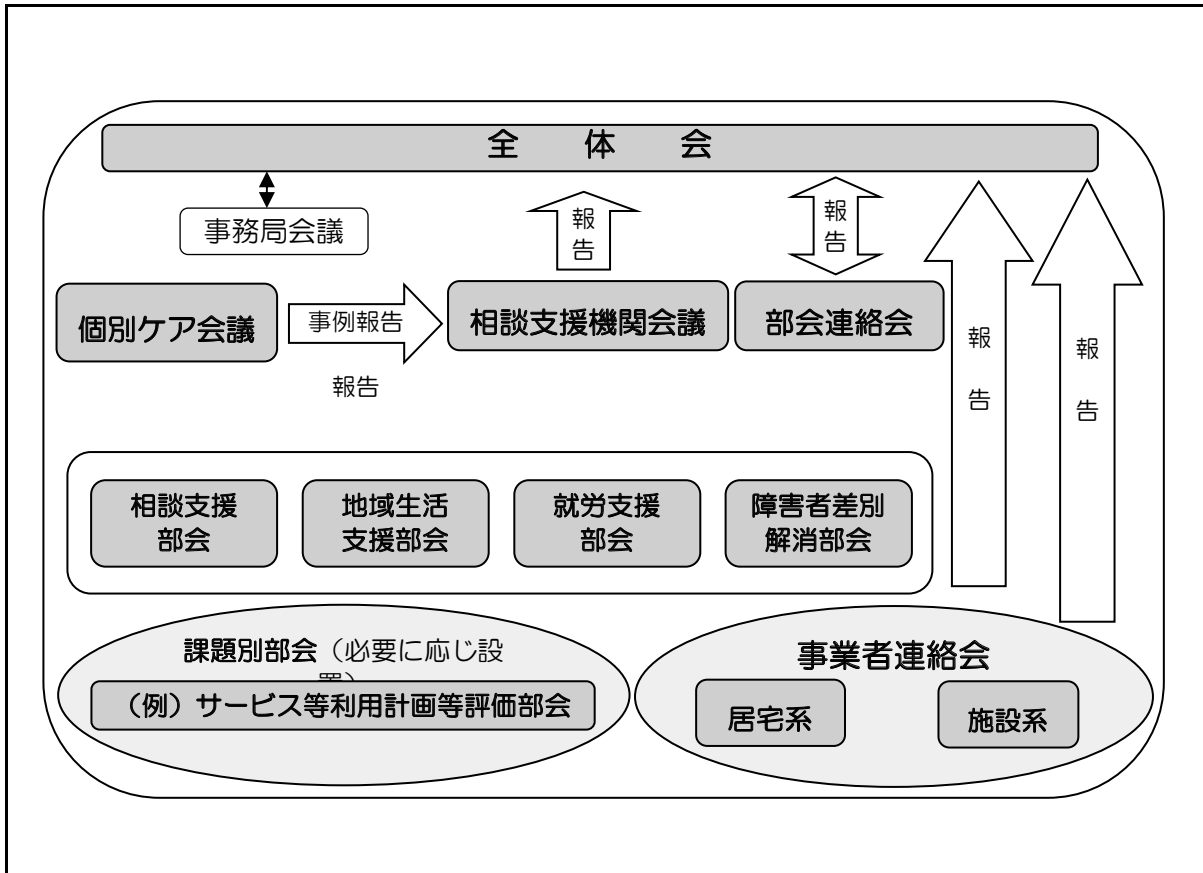 全　体　会
事務局会議
報
告
報
告
個別ケア会議
事例報告
相談支援機関会議
部会連絡会
報告
報
告
報
告
相談支援
部会
地域生活
支援部会
就労支援
部会
障害者差別
解消部会
課題別部会（必要に応じ設
置）
（例）サービス等利用計画等評価部会
事業者連絡会
居宅系
施設系